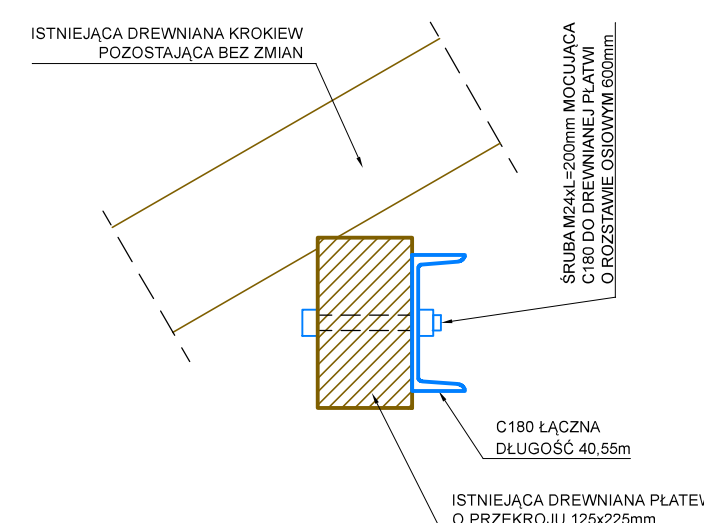 ISTNIEJĄCA DREWNIANA KROKIEW
POZOSTAJĄCA BEZ ZMIAN
ŚRUBA M24xL=200mm MOCUJĄCA
C180 DO DREWNIANEJ PŁATWI
O ROZSTAWIE OSIOWYM 600mm
C180 ŁĄCZNA
DŁUGOŚĆ 40,55m
ISTNIEJĄCA DREWNIANA PŁATEW
O PRZEKROJU 125x225mm